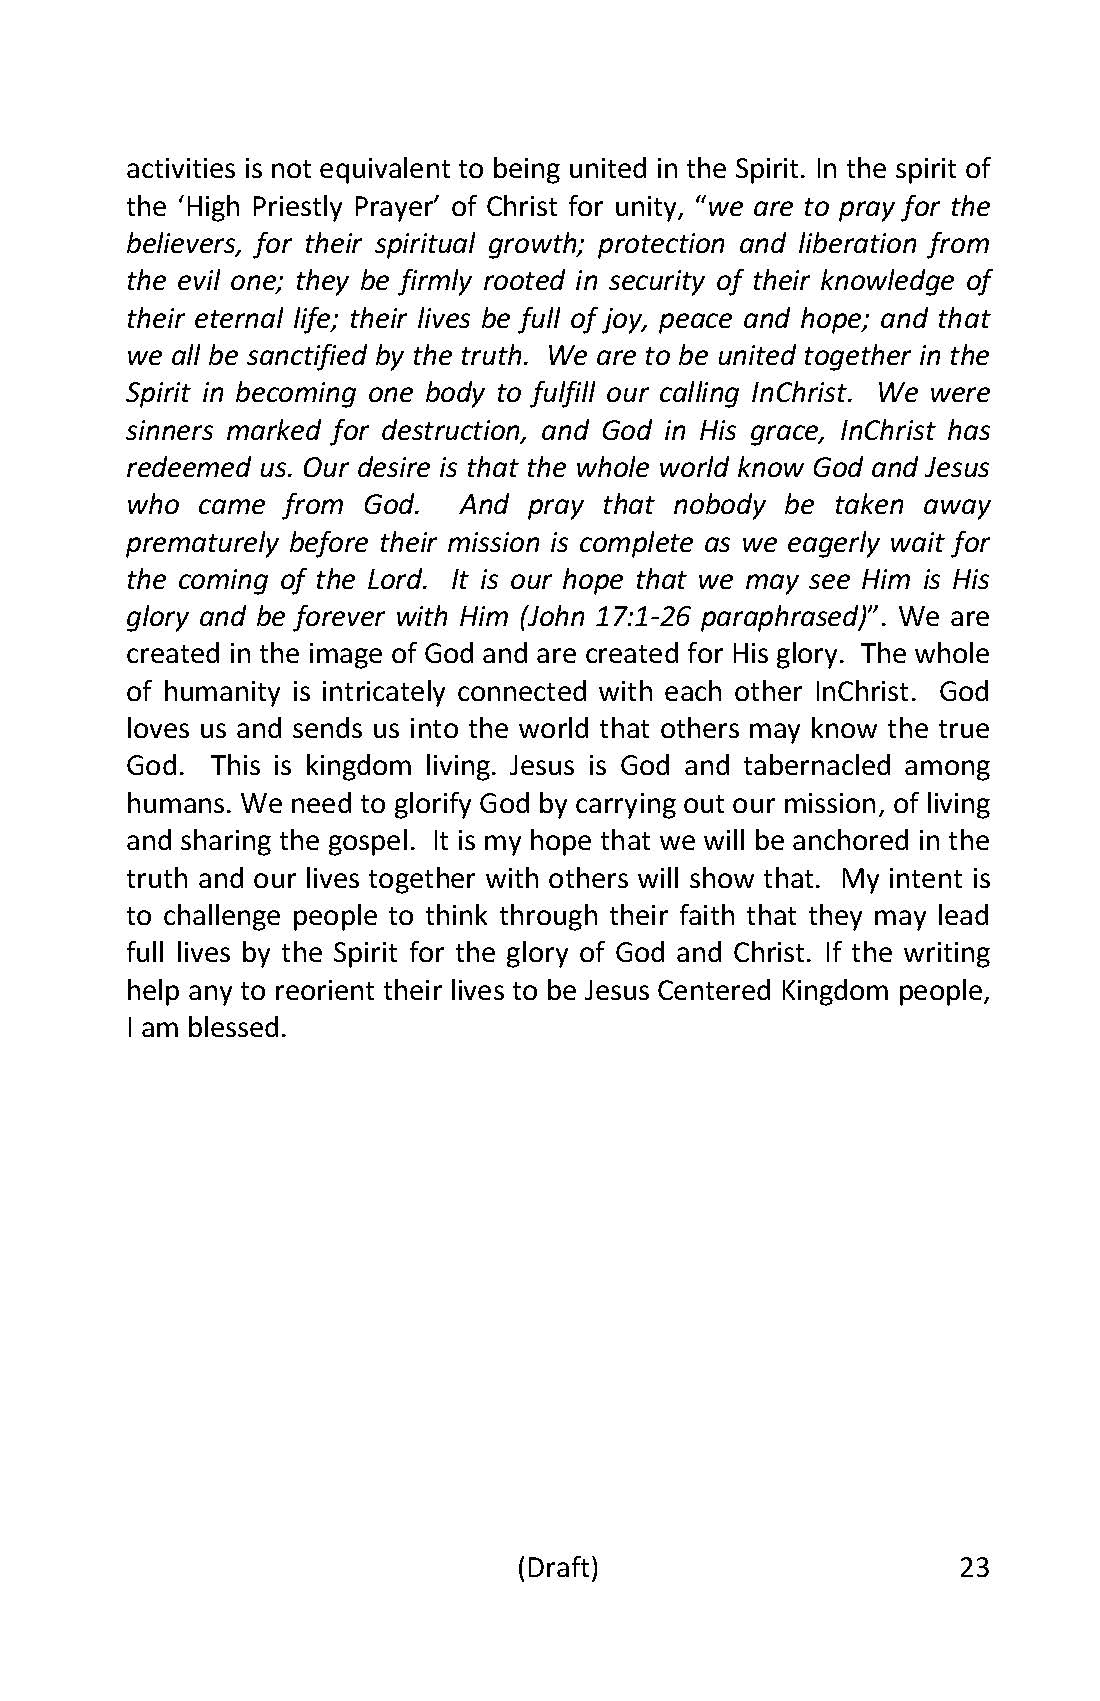 activities is not equivalent to being united in the Spirit. In the spirit of
the ‘High Priestly Prayer’ of Christ for unity, “we are to pray for the
believers, for their spiritual growth; protection and liberation from
the evil one; they be firmly rooted in security of their knowledge of
their eternal life; their lives be full of joy, peace and hope; and that
we all be sanctified by the truth.  We are to be united together in the
Spirit in becoming one body to fulfill our calling InChrist.  We were
sinners marked for destruction, and God in His grace, InChrist has
redeemed us. Our desire is that the whole world know God and Jesus
who came from God.  And pray that nobody be taken away
prematurely before their mission is complete as we eagerly wait for
the coming of the Lord.  It is our hope that we may see Him is His
glory and be forever with Him (John 17:1-26 paraphrased)”. We are
created in the image of God and are created for His glory.  The whole
of humanity is intricately connected with each other InChrist.  God
loves us and sends us into the world that others may know the true
God.  This is kingdom living. Jesus is God and tabernacled among
humans. We need to glorify God by carrying out our mission, of living
and sharing the gospel.  It is my hope that we will be anchored in the
truth and our lives together with others will show that.  My intent is
to challenge people to think through their faith that they may lead
full lives by the Spirit for the glory of God and Christ. If the writing
help any to reorient their lives to be Jesus Centered Kingdom people,
I am blessed.
(Draft) 23